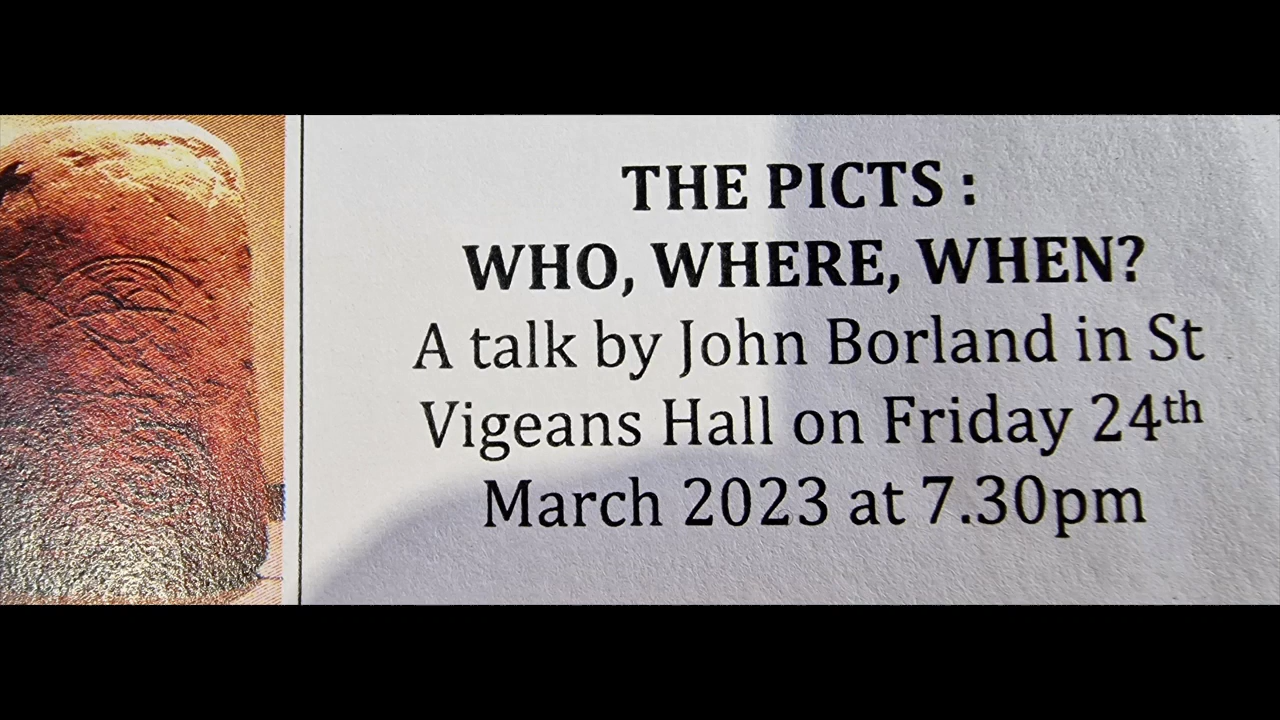 THE PICTS :
WHO, WHERE, WHEN?
A talk by John Borland in St
Vigeans Hall on Friday 24th
March 2023 at 7.30pm